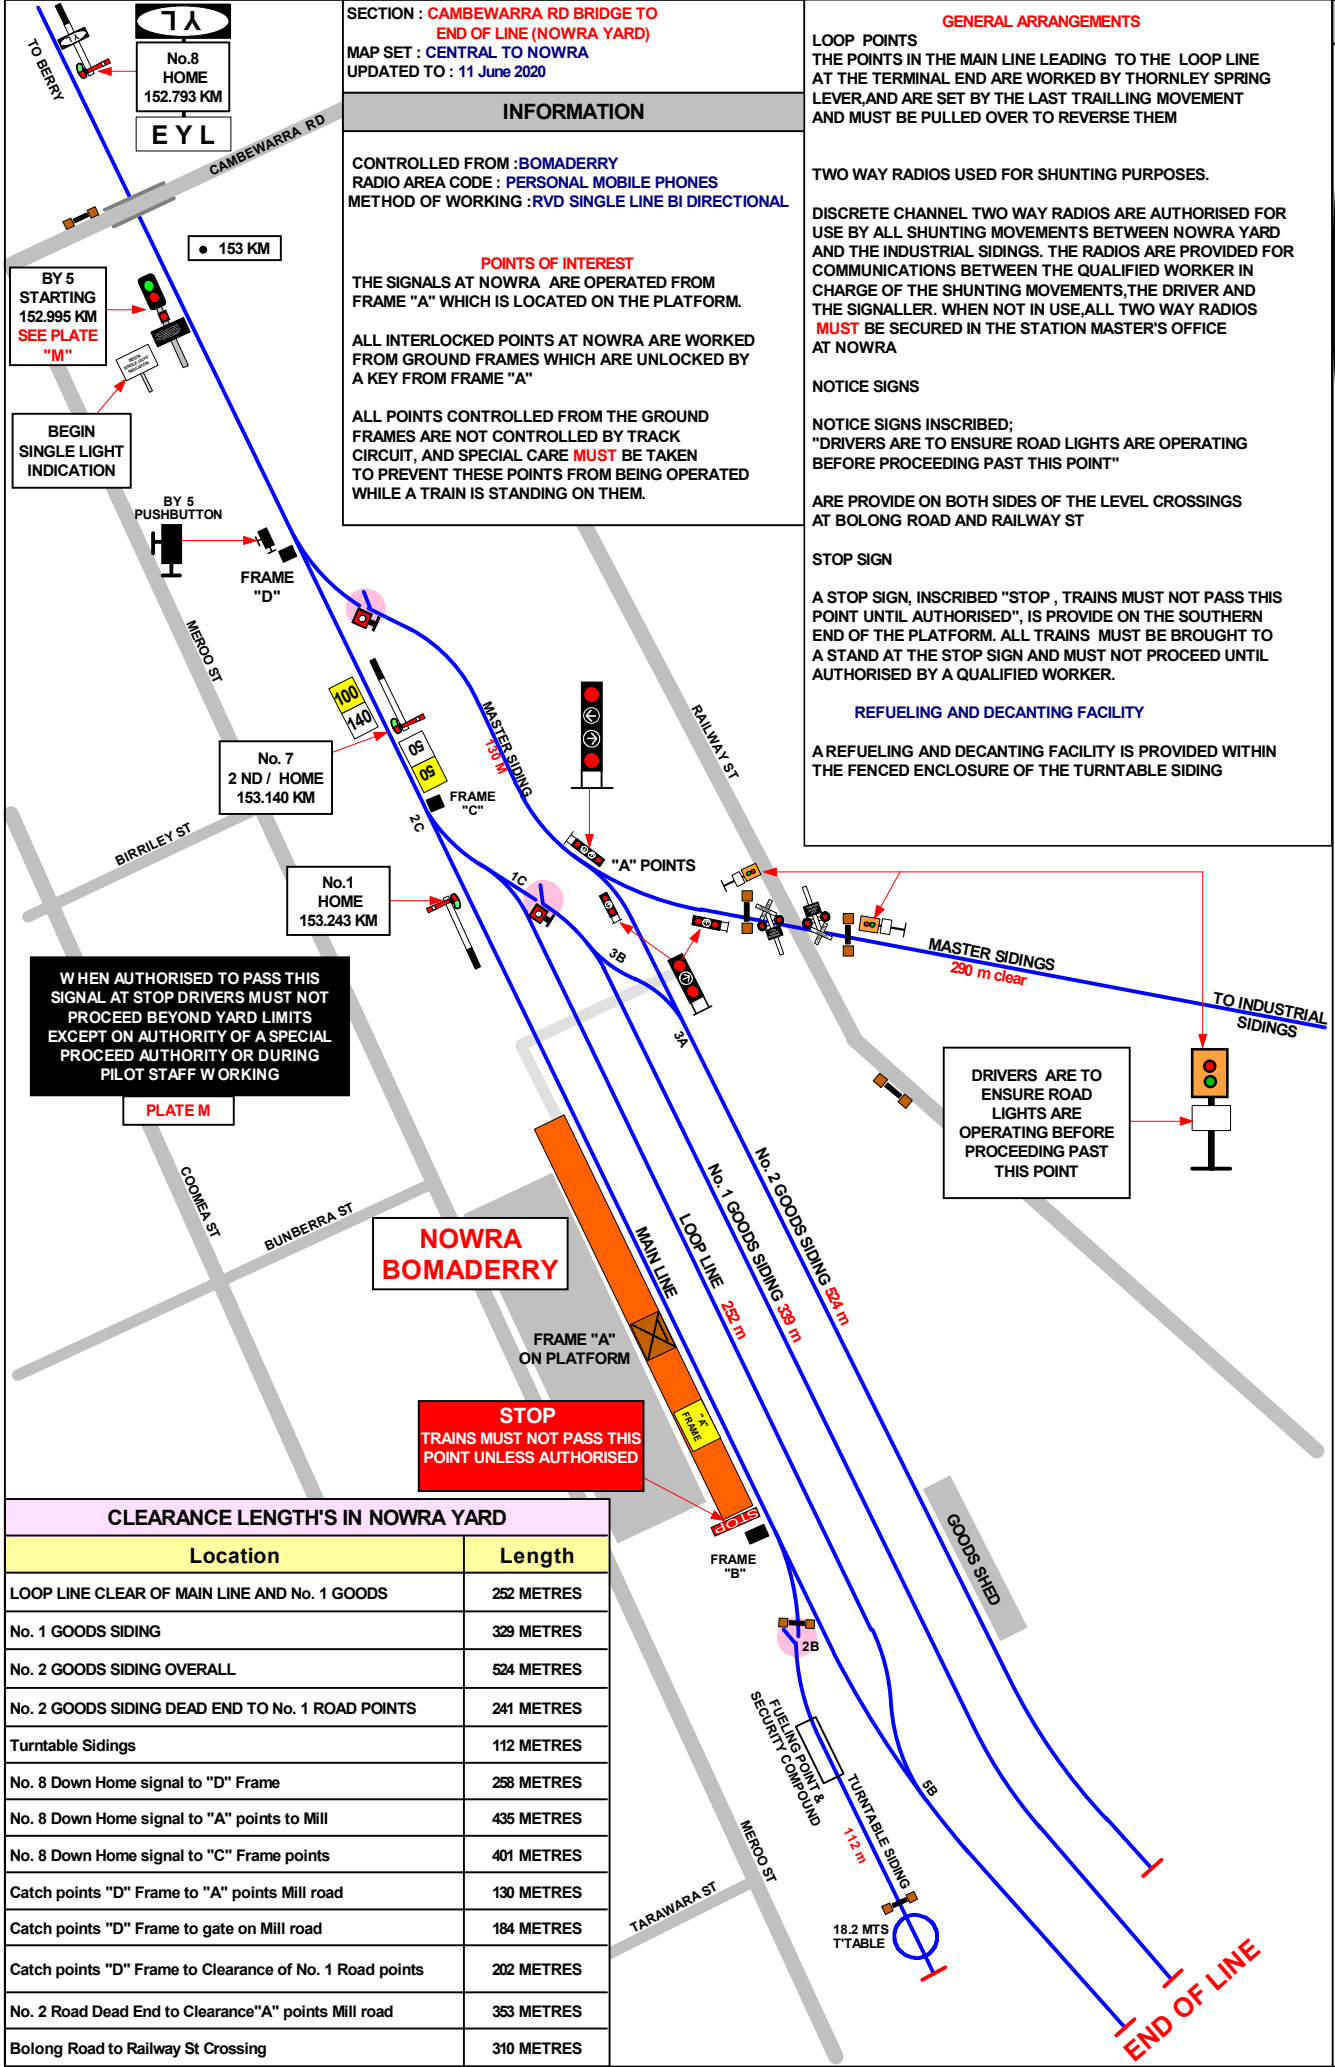 SECTION : CAMBEWARRA RD BRIDGE TO
END OF LINE (NOWRA YARD)
MAP SET : CENTRAL TO NOWRA
UPDATED TO : 11 June 2020
INFORMATION
CONTROLLED FROM :BOMADERRY
RADIO AREA CODE : PERSONAL MOBILE PHONES
METHOD OF WORKING :RVD SINGLE LINE BI DIRECTIONAL
POINTS OF INTEREST
THE SIGNALS AT NOWRA ARE OPERATED FROM
FRAME "A" WHICH IS LOCATED ON THE PLATFORM.
ALL INTERLOCKED POINTS AT NOWRA ARE WORKED
FROM GROUND FRAMES WHICH ARE UNLOCKED BY
A KEY FROM FRAME "A"
ALL POINTS CONTROLLED FROM THE GROUND
FRAMES ARE NOT CONTROLLED BY TRACK
CIRCUIT, AND SPECIAL CARE MUST BE TAKEN
TO PREVENT THESE POINTS FROM BEING OPERATED
WHILE A TRAIN IS STANDING ON THEM.
GENERAL ARRANGEMENTS
LOOP POINTS
THE POINTS IN THE MAIN LINE LEADING TO THE LOOP LINE
AT THE TERMINAL END ARE WORKED BY THORNLEY SPRING
LEVER,AND ARE SET BY THE LAST TRAILLING MOVEMENT
AND MUST BE PULLED OVER TO REVERSE THEM
TWO WAY RADIOS USED FOR SHUNTING PURPOSES.
DISCRETE CHANNEL TWO WAY RADIOS ARE AUTHORISED FOR
USE BY ALL SHUNTING MOVEMENTS BETWEEN NOWRA YARD
AND THE INDUSTRIAL SIDINGS. THE RADIOS ARE PROVIDED FOR
COMMUNICATIONS BETWEEN THE QUALIFIED WORKER IN
CHARGE OF THE SHUNTING MOVEMENTS,THE DRIVER AND
THE SIGNALLER. WHEN NOT IN USE,ALL TWO WAY RADIOS
MUST BE SECURED IN THE STATION MASTER'S OFFICE
AT NOWRA
NOTICE SIGNS
NOTICE SIGNS INSCRIBED;
"DRIVERS ARE TO ENSURE ROAD LIGHTS ARE OPERATING
BEFORE PROCEEDING PAST THIS POINT"
ARE PROVIDE ON BOTH SIDES OF THE LEVEL CROSSINGS
AT BOLONG ROAD AND RAILWAY ST
STOP SIGN
A STOP SIGN, INSCRIBED "STOP , TRAINS MUST NOT PASS THIS
POINT UNTIL AUTHORISED", IS PROVIDE ON THE SOUTHERN
END OF THE PLATFORM. ALL TRAINS MUST BE BROUGHT TO
A STAND AT THE STOP SIGN AND MUST NOT PROCEED UNTIL
AUTHORISED BY A QUALIFIED WORKER.
REFUELING AND DECANTING FACILITY
A REFUELING AND DECANTING FACILITY IS PROVIDED WITHIN
THE FENCED ENCLOSURE OF THE TURNTABLE SIDING
TO BERRY
YL
YL
No.8
HOME
152.793 KM
E Y L
CAMBEWARRA RD
153 KM
BY 5
STARTING
152.995 KM
SEE PLATE
"M"
BEGIN
SINGLE LIGHT
INDICATION
BEGIN
SINGLE LIGHT
INDICATION
BY 5
PUSHBUTTON
FRAME
"D"
MEROO ST
100
140
50
50
MASTER SIDING
130 M
RAILWAY ST
No. 7
2 ND / HOME
153.140 KM
FRAME
"C"
2C
BIRRILEY ST
"A" POINTS
1C
No.1
HOME
153.243 KM
3B
3A
MASTER SIDINGS
290 m clear
TO INDUSTRIAL
SIDINGS
WHEN AUTHORISED TO PASS THIS
SIGNAL AT STOP DRIVERS MUST NOT
PROCEED BEYOND YARD LIMITS
EXCEPT ON AUTHORITY OF A SPECIAL
PROCEED AUTHORITY OR DURING
PILOT STAFF WORKING
PLATE M
DRIVERS ARE TO
ENSURE ROAD
LIGHTS ARE
OPERATING BEFORE
PROCEEDING PAST
THIS POINT
COOMEA ST
BUNBERRA ST
NOWRA
BOMADERRY
MAIN LINE
LOOP LINE 252 m
No. 1 GOODS SIDING 339 m
No. 2 GOODS SIDING 524 m
FRAME "A"
ON PLATFORM
"A"
FRAME
STOP
TRAINS MUST NOT PASS THIS
POINT UNLESS AUTHORISED
STOP
FRAME
"B"
GOODS SHED
2B
FUELING POINT &
SECURITY COMPOUND
TURNTABLE SIDING
112 m
5B
MEROO ST
TARAWARA ST
18.2 MTS
T'TABLE
END OF LINE
CLEARANCE LENGTH'S IN NOWRA YARD
Location Length
LOOP LINE CLEAR OF MAIN LINE AND No. 1 GOODS 252 METRES
No. 1 GOODS SIDING 329 METRES
No. 2 GOODS SIDING OVERALL 524 METRES
No. 2 GOODS SIDING DEAD END TO No. 1 ROAD POINTS 241 METRES
Turntable Sidings 112 METRES
No. 8 Down Home signal to "D" Frame 258 METRES
No. 8 Down Home signal to "A" points to Mill 435 METRES
No. 8 Down Home signal to "C" Frame points 401 METRES
Catch points "D" Frame to "A" points Mill road 130 METRES
Catch points "D" Frame to gate on Mill road 184 METRES
Catch points "D" Frame to Clearance of No. 1 Road points 202 METRES
No. 2 Road Dead End to Clearance"A" points Mill road 353 METRES
Bolong Road to Railway St Crossing 310 METRES